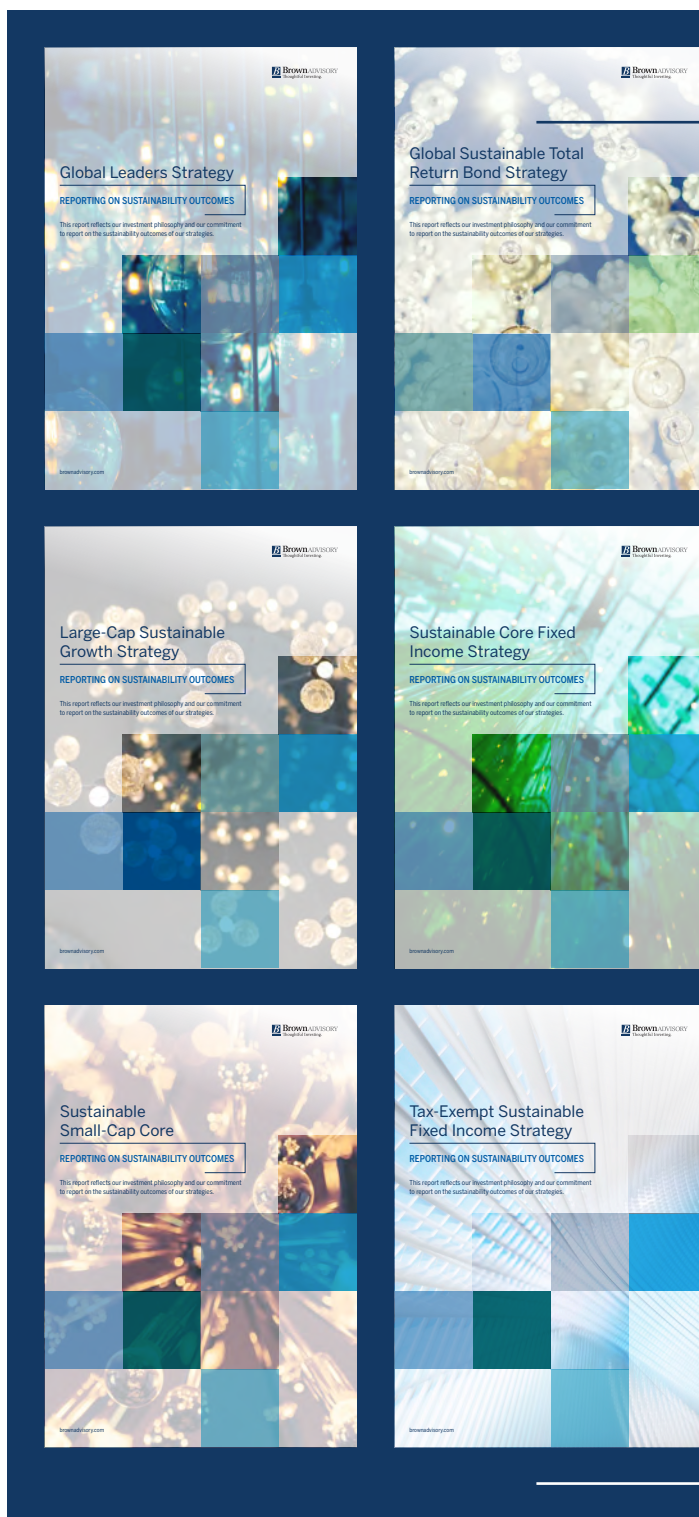 Brown ADVISORY
Thoughtful Investing.
Global Leaders Strategy
REPORTING ON SUSTAINABILITY OUTCOMES
This report reflects our investment philosophy and our commitment
to report on the sustainability outcomes of our strategies.
brownadvisory.com
Brown ADVISORY
Thoughtful Investing.
Global Sustainable Total
Return Bond Strategy
REPORTING ON SUSTAINABILITY OUTCOMES
This report reflects our investment philosophy and our commitment
to report on the sustainability outcomes of our strategies.
brownadvisory.com
Brown ADVISORY
Thoughtful Investing.
Large-Cap Sustainable
Growth Strategy
REPORTING ON SUSTAINABILITY OUTCOMES
This report reflects our investment philosophy and our commitment
to report on the sustainability outcomes of our strategies.
brownadvisory.com
Brown ADVISORY
Thoughtful Investing.
Sustainable Core Fixed
Income Strategy
REPORTING ON SUSTAINABILITY OUTCOMES
This report reflects our investment philosophy and our commitment
to report on the sustainability outcomes of our strategies.
brownadvisory.com
Brown ADVISORY
Thoughtful Investing.
Sustainable
Small-Cap Core
REPORTING ON SUSTAINABILITY OUTCOMES
This report reflects our investment philosophy and our commitment
to report on the sustainability outcomes of our strategies.
brownadvisory.com
Brown ADVISORY
Thoughtful Investing.
Tax-Exempt Sustainable
Fixed Income Strategy
REPORTING ON SUSTAINABILITY OUTCOMES
This report reflects our investment philosophy and our commitment
to report on the sustainability outcomes of our strategies.
brownadvisory.com